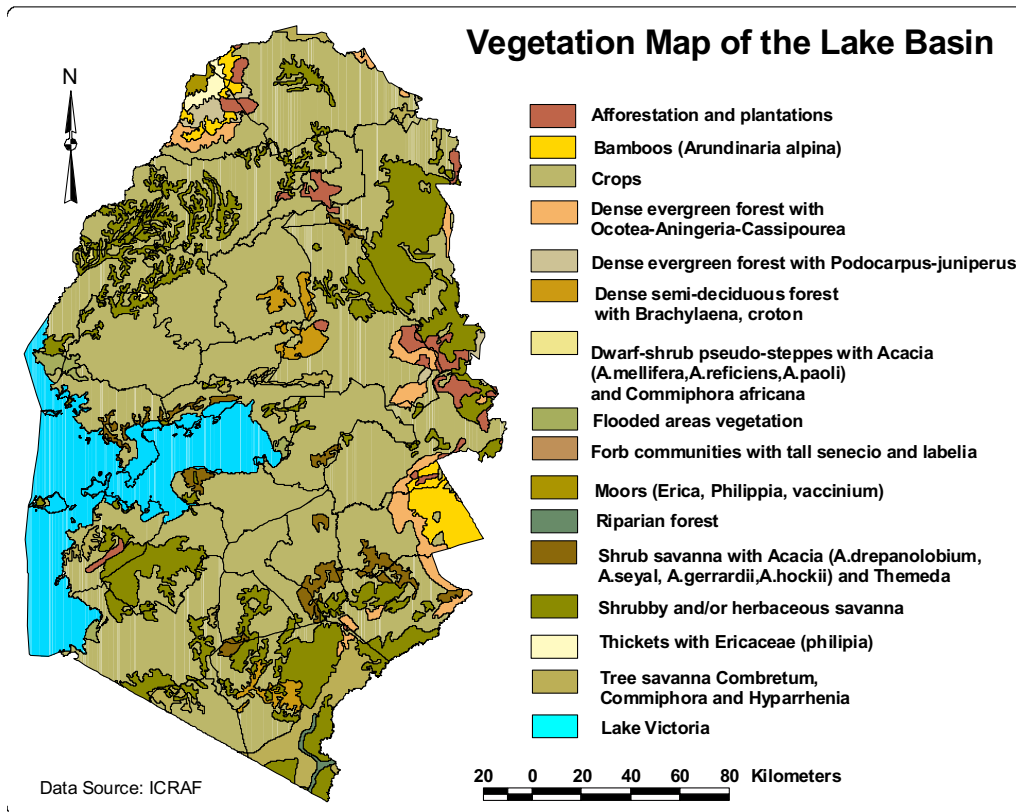 Vegetation Map of the Lake Basin
N
Afforestation and plantations
Bamboos (Arundinaria alpina)
Crops
Dense evergreen forest with
Ocotea-Aningeria-Cassipourea
Dense evergreen forest with Podocarpus-juniperus
Dense semi-deciduous forest
with Brachylaena, croton
Dwarf-shrub pseudo-steppes with Acacia
(A.mellifera,A.reficiens,A.paoli)
and Commiphora africana
Flooded areas vegetation
Forb communities with tall senecio and labelia
Moors (Erica, Philippia, vaccinium)
Riparian forest
Shrub savanna with Acacia (A.drepanolobium,
A.seyal, A.gerrardii,A.hockii) and Themeda
Shrubby and/or herbaceous savanna
Thickets with Ericaceae (philipia)
Tree savanna Combretum,
Commiphora and Hyparrhenia
Lake Victoria
20 0 20 40 60 80 Kilometers
Data Source: ICRAF